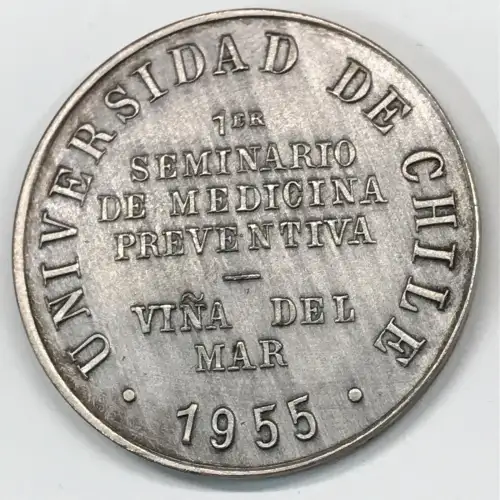 UNIVERSIDAD DE CHILE
1ER
SEMINARIO
DE MEDICINA
PREVENTIVA
—
VIÑA DEL
MAR
· 1955 ·